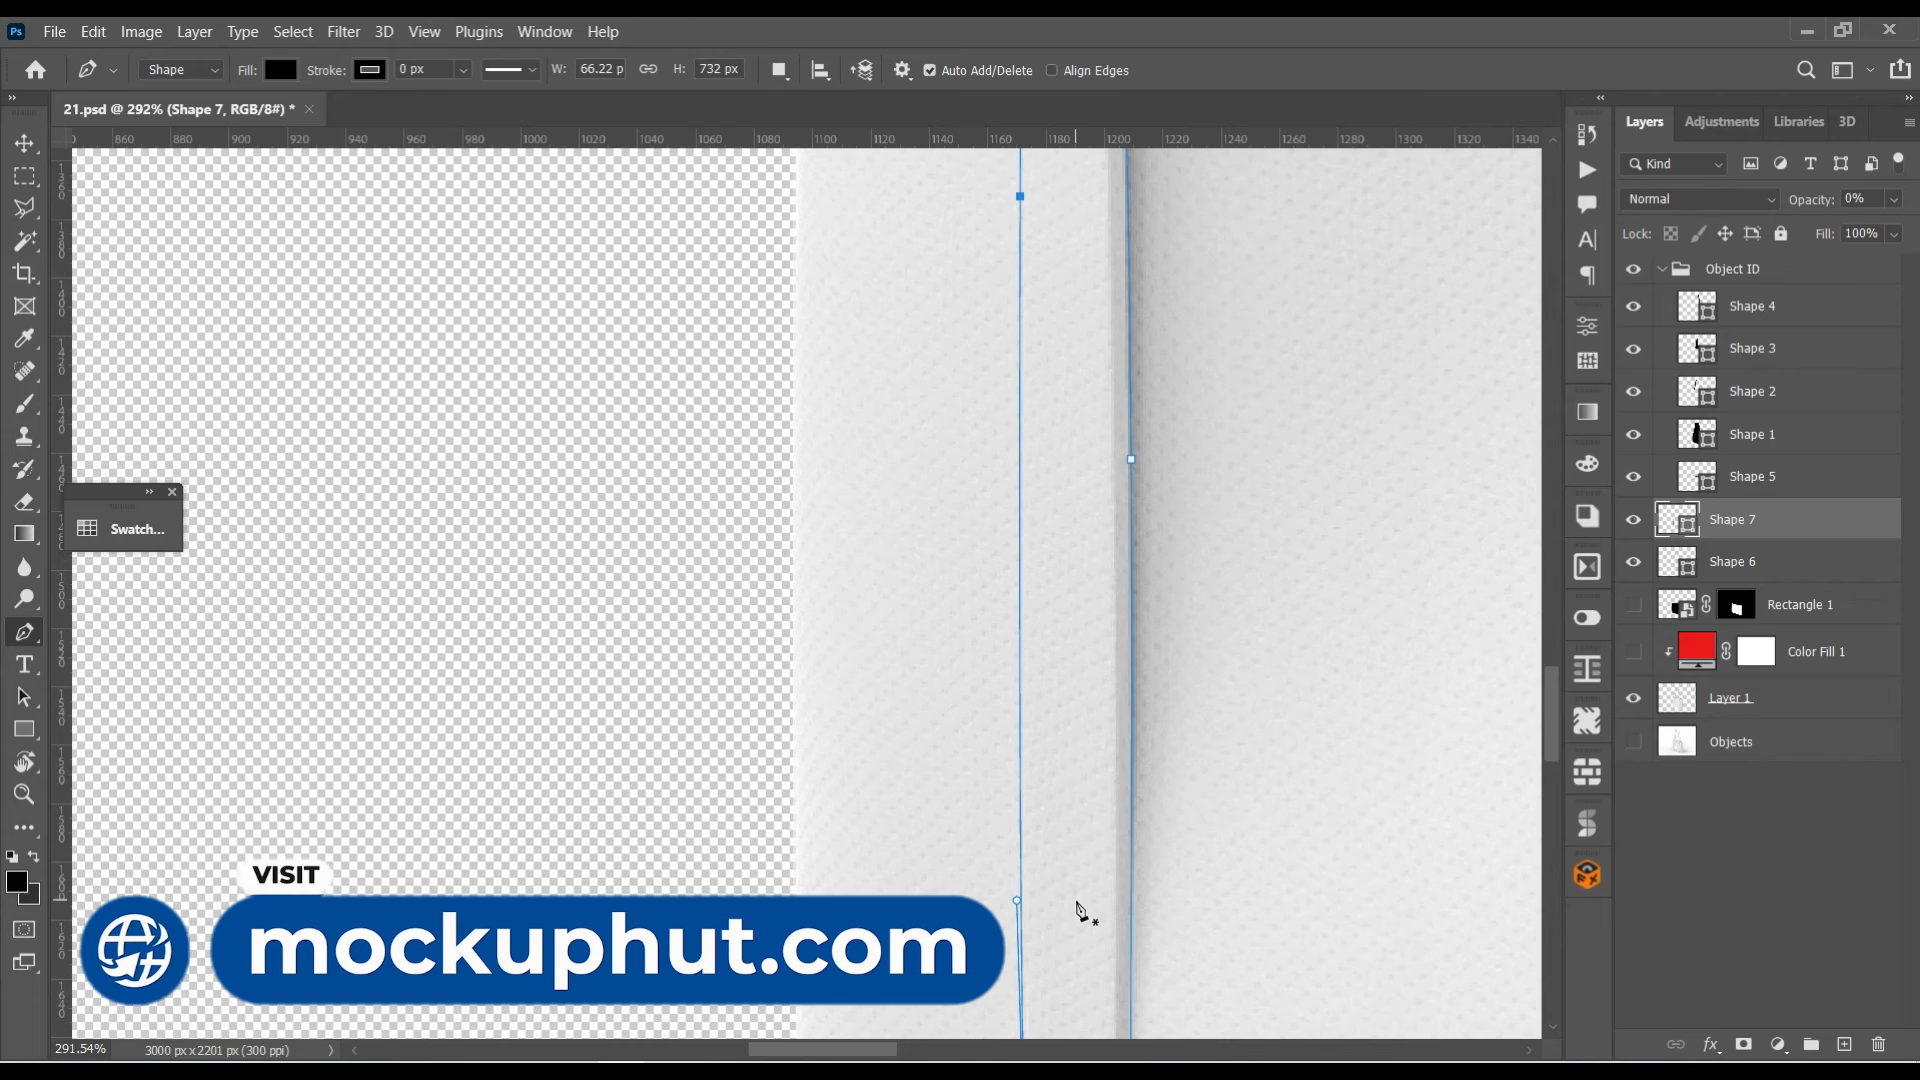 Ps File Edit Image Layer Type Select Filter 3D View Plugins Window Help
Shape Fill: Stroke: 0 px W: 66.22 p H: 732 px Auto Add/Delete Align Edges
21.psd @ 292% (Shape 7, RGB/8#) *
860 880 900 920 940 960 980 1000 1020 1040 1060 1080 1100 1120 1140 1160 1180 1200 1220 1240 1260 1280 1300 1320 1340
Layers Adjustments Libraries 3D
Kind
Normal Opacity: 0%
Lock: Fill: 100%
Object ID
Shape 4
Shape 3
Shape 2
Shape 1
Shape 5
Shape 7
Shape 6
Rectangle 1
Color Fill 1
Layer 1
Objects
Swatch...
VISIT
mockuphut.com
291.54% 3000 px x 2201 px (300 ppi)